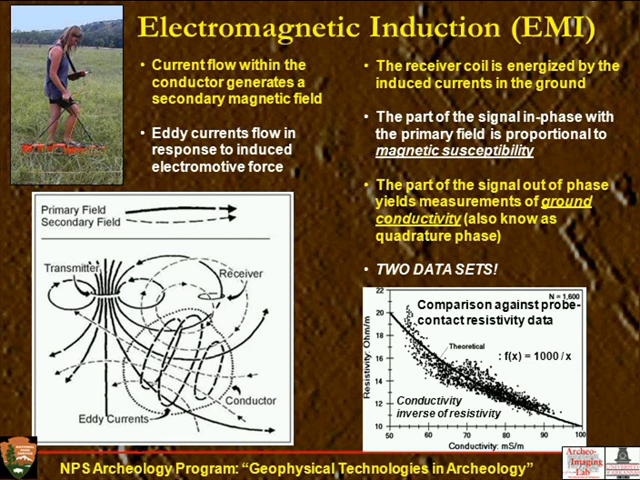 Electromagnetic Induction (EMI)
• Current flow within the
conductor generates a
secondary magnetic field
• Eddy currents flow in
response to induced
electromotive force
• The receiver coil is energized by the
induced currents in the ground
• The part of the signal in-phase with
the primary field is proportional to
magnetic susceptibility
• The part of the signal out of phase
yields measurements of ground
conductivity (also know as
quadrature phase)
• TWO DATA SETS!
Primary Field
Secondary Field
Transmitter
Receiver
Conductor
Eddy Currents
N = 1,600
Comparison against probe-
contact resistivity data
Theoretical
: f(x) = 1000 / x
Conductivity
inverse of resistivity
Resistivity: Ohm/m
22
20
18
16
14
12
10
50 60 70 80 90 100
Conductivity: mS/m
NPS Archeology Program: “Geophysical Technologies in Archeology”
Archeo-
Imaging
Lab